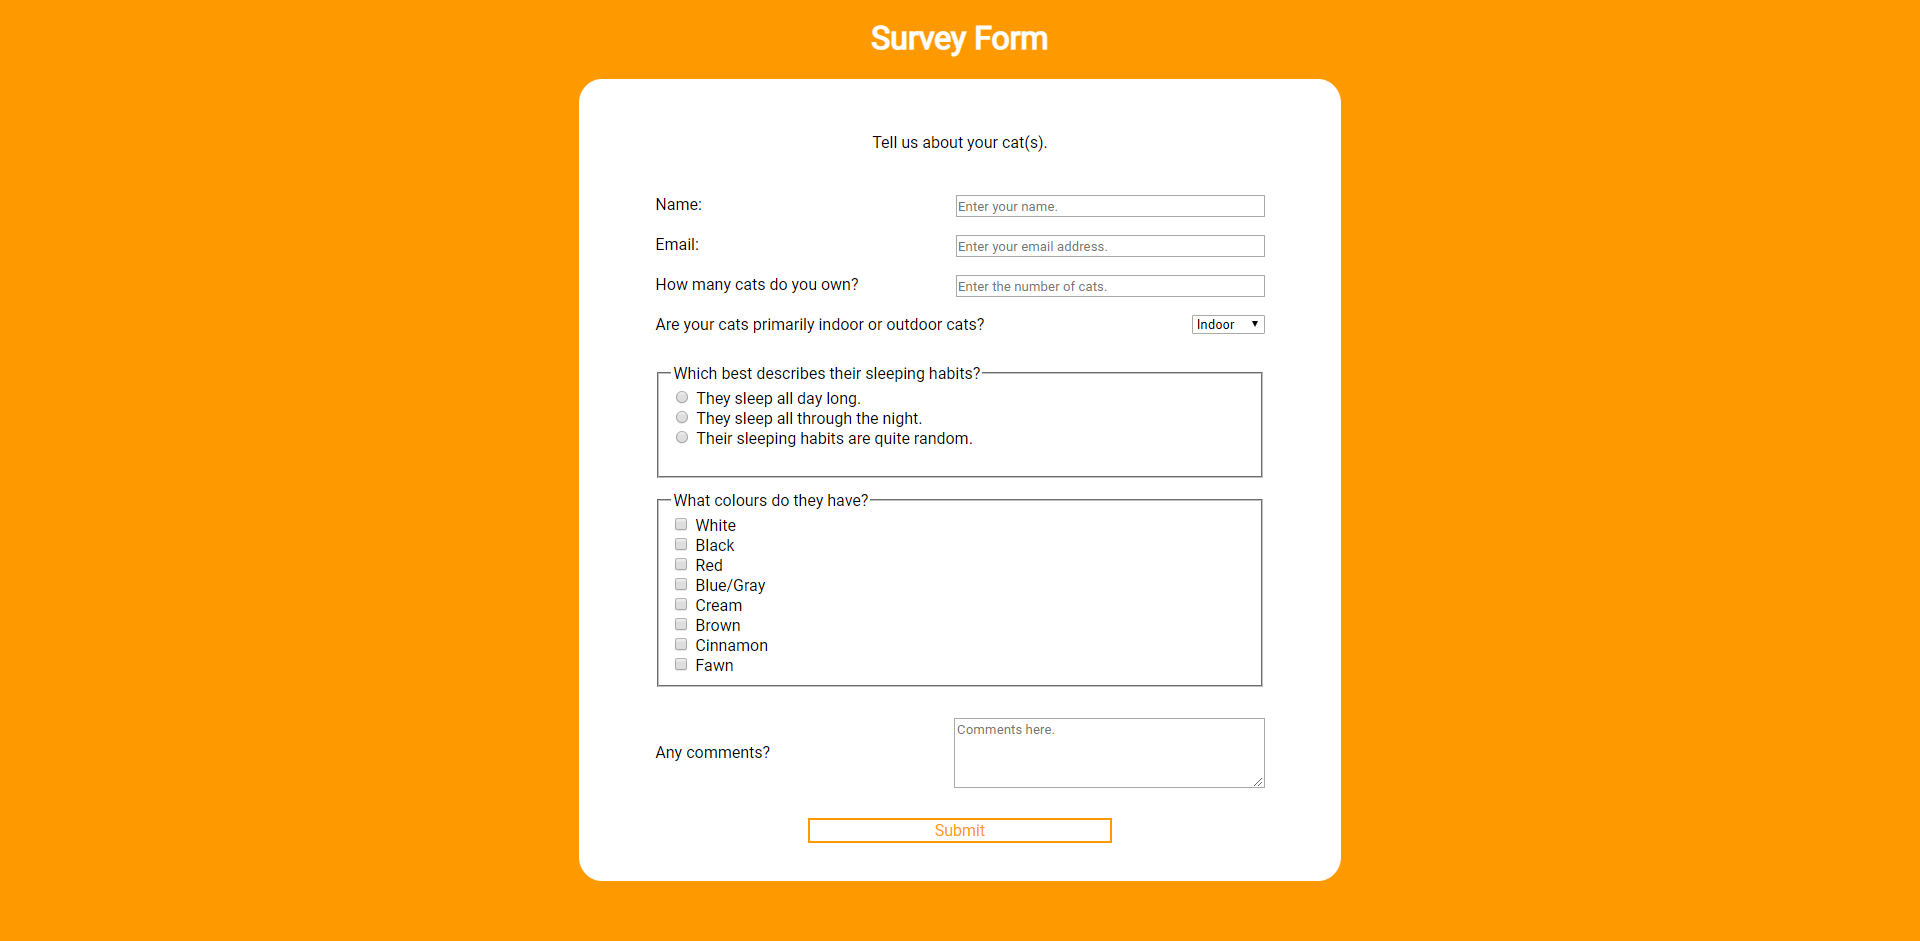 Survey Form
Tell us about your cat(s).
Name: Enter your name.
Email: Enter your email address.
How many cats do you own? Enter the number of cats.
Are your cats primarily indoor or outdoor cats? Indoor
Which best describes their sleeping habits?
They sleep all day long.
They sleep all through the night.
Their sleeping habits are quite random.
What colours do they have?
White
Black
Red
Blue/Gray
Cream
Brown
Cinnamon
Fawn
Any comments? Comments here.
Submit